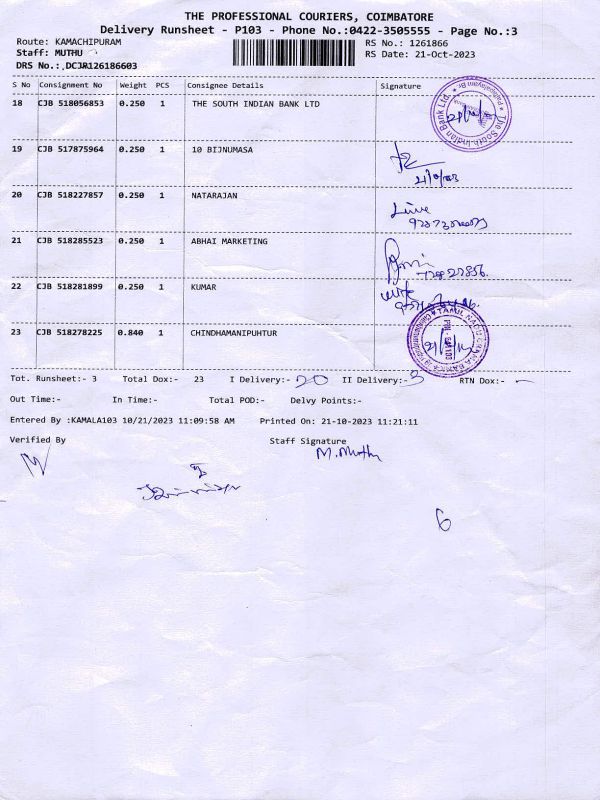 THE PROFESSIONAL COURIERS, COIMBATORE
Delivery Runsheet - P103 - Phone No.:0422-3505555 - Page No.:3
Route: KAMACHIPURAM
RS No.: 1261866
Staff: MUTHU
RS Date: 21-Oct-2023
DRS No.:,DCJR126186603
S No Consignment No Weight PCS Consignee Details Signature
18 CJB 518056853 0.250 1 THE SOUTH INDIAN BANK LTD
19 CJB 517875964 0.250 1 10 BIJNUMASA
20 CJB 518227857 0.250 1 NATARAJAN
21 CJB 518285523 0.250 1 ABHAI MARKETING
22 CJB 518281899 0.250 1 KUMAR
23 CJB 518278225 0.840 1 CHINDHAMANIPUHTUR
Tot. Runsheet:- 3 Total Dox:- 23 I Delivery:- 20 II Delivery:- 3 RTN Dox:- -
Out Time:- In Time:- Total POD:- Delvy Points:-
Entered By :KAMALA103 10/21/2023 11:09:58 AM Printed On: 21-10-2023 11:21:11
Verified By Staff Signature
M. Muthu
6